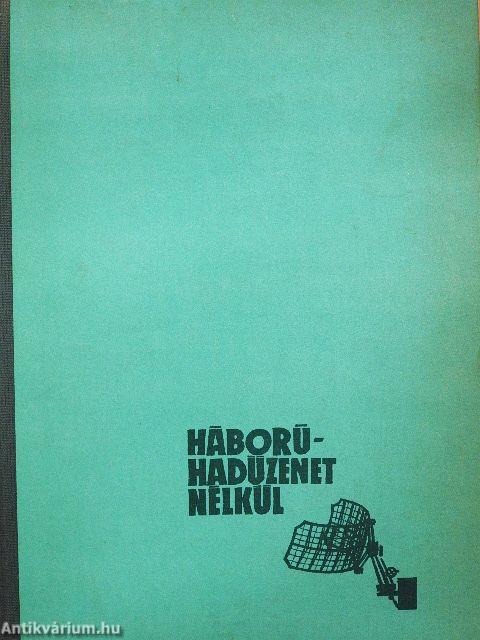 HÁBORÚ-
HADÜZENET
NÉLKÜL
Antikvárium.hu